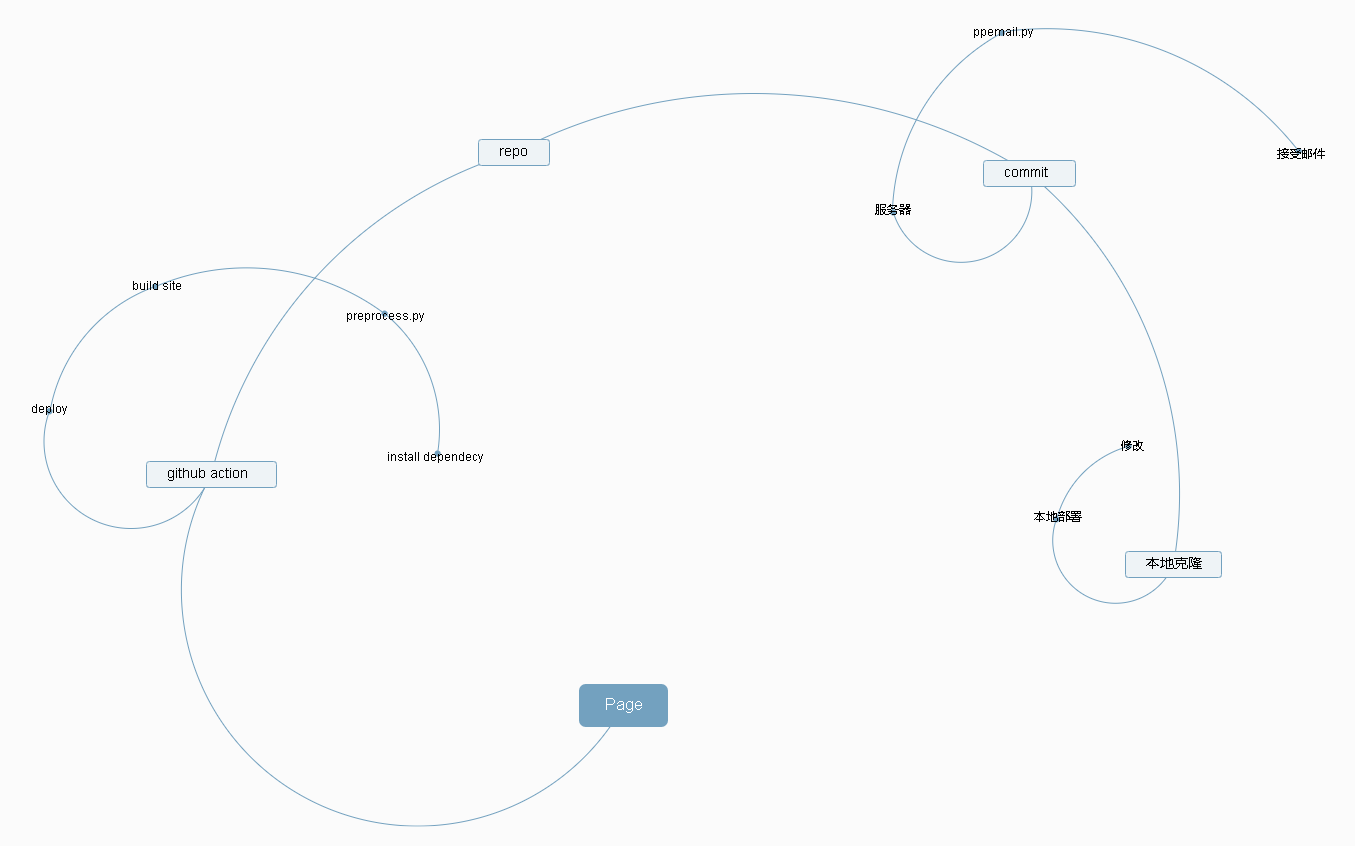 ppemail.py
repo
接受邮件
commit
服务器
build site
preprocess.py
deploy
修改
install dependecy
github action
本地部署
本地克隆
Page